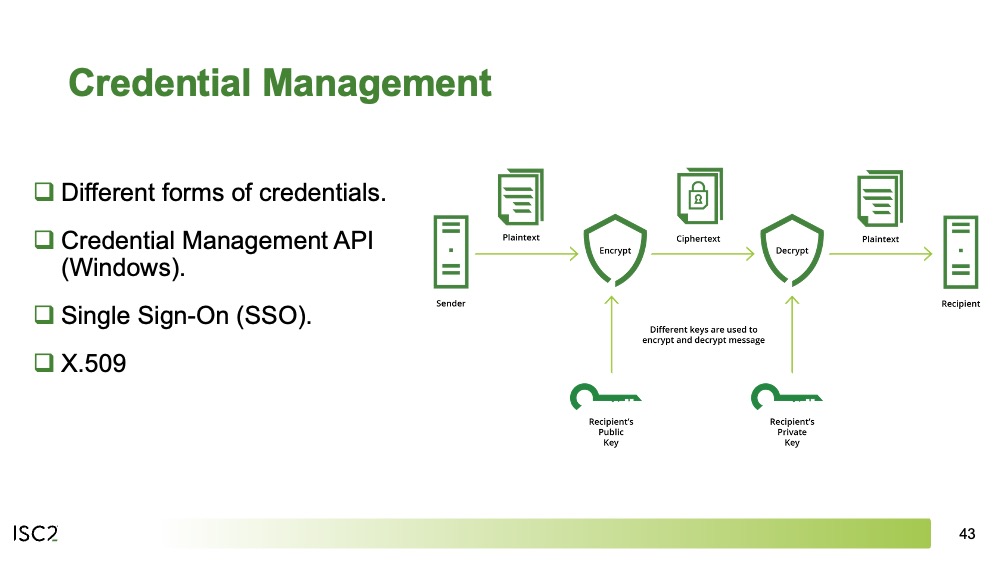 Credential Management
Different forms of credentials.
Credential Management API
(Windows).
Single Sign-On (SSO).
X.509
Plaintext
Ciphertext
Plaintext
Encrypt
Decrypt
Sender
Recipient
Different keys are used to
encrypt and decrypt message
Recipient's
Public
Key
Recipient's
Private
Key
ISC2
43